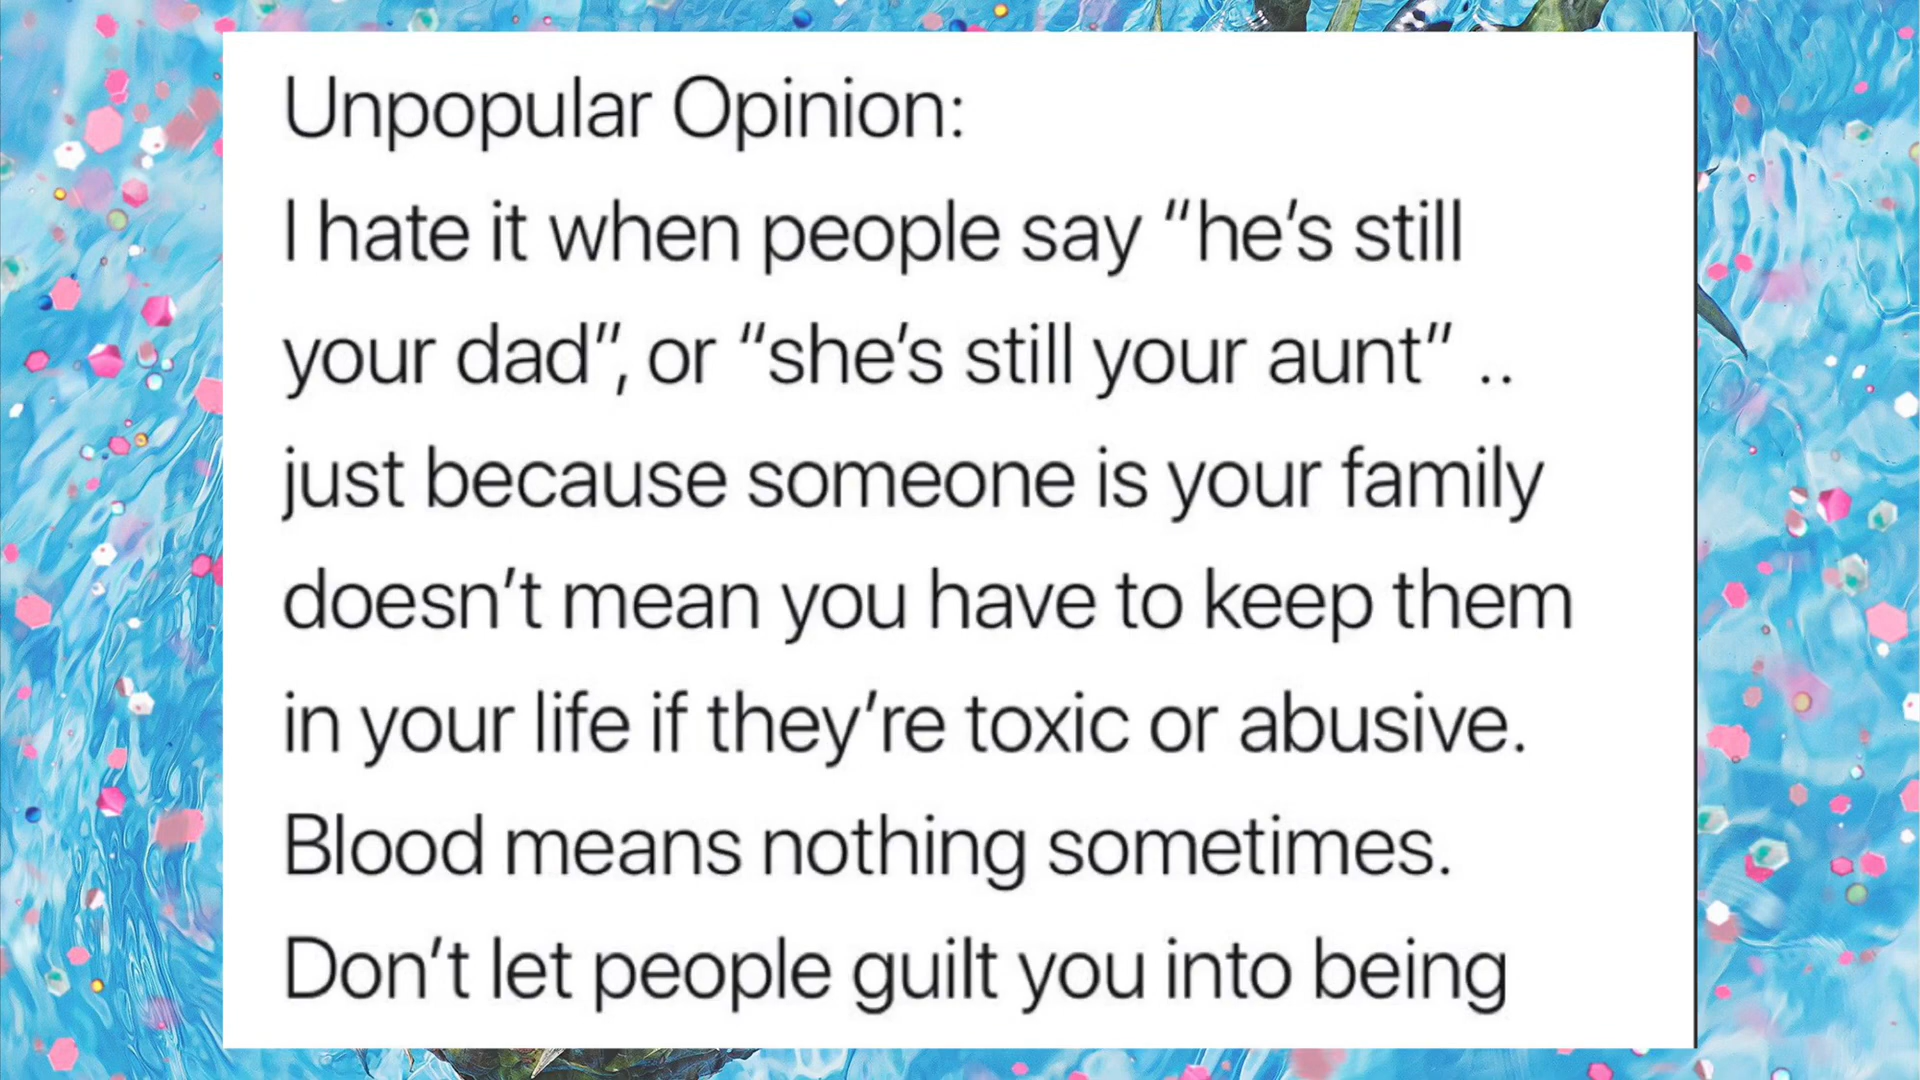 Unpopular Opinion:
I hate it when people say “he’s still
your dad”, or “she’s still your aunt” ..
just because someone is your family
doesn’t mean you have to keep them
in your life if they’re toxic or abusive.
Blood means nothing sometimes.
Don’t let people guilt you into being